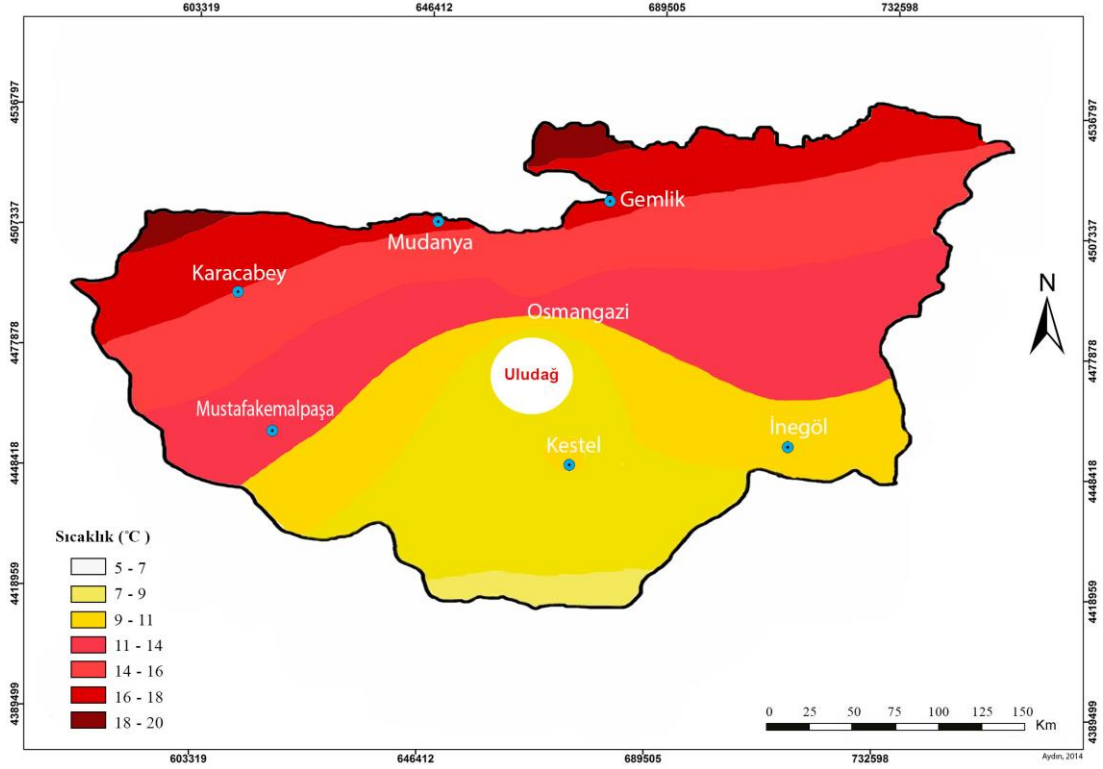 603319 646412 689505 732598
4536797
4536797
Gemlik
4507337
Mudanya
4507337
Karacabey
N
Osmangazi
4477878
4477878
Uludağ
Mustafakemalpaşa
İnegöl
Kestel
4448418
4448418
Sıcaklık (°C )
5 - 7
7 - 9
9 - 11
11 - 14
14 - 16
16 - 18
18 - 20
4418959
4418959
4389499
4389499
0 25 50 75 100 125 150
Km
603319 646412 689505 732598
Aydın, 2014